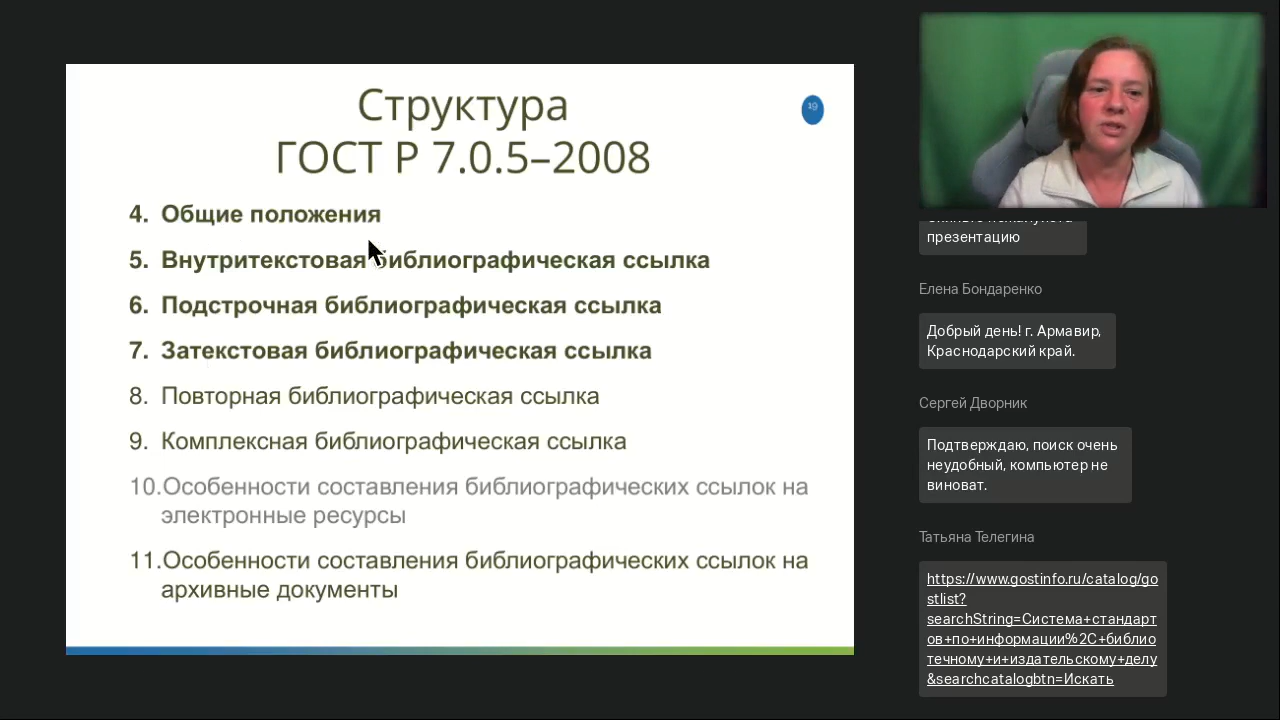 Структура
ГОСТ Р 7.0.5–2008
19
4. Общие положения
5. Внутритекстовая библиографическая ссылка
6. Подстрочная библиографическая ссылка
7. Затекстовая библиографическая ссылка
8. Повторная библиографическая ссылка
9. Комплексная библиографическая ссылка
10.Особенности составления библиографических ссылок на
электронные ресурсы
11.Особенности составления библиографических ссылок на
архивные документы
презентацию
Елена Бондаренко
Добрый день! г. Армавир,
Краснодарский край.
Сергей Дворник
Подтверждаю, поиск очень
неудобный, компьютер не
виноват.
Татьяна Телегина
https://www.gostinfo.ru/catalog/go
stlist?
searchString=Система+стандарт
ов+по+информации%2C+библио
течному+и+издательскому+делу
&searchcatalogbtn=Искать